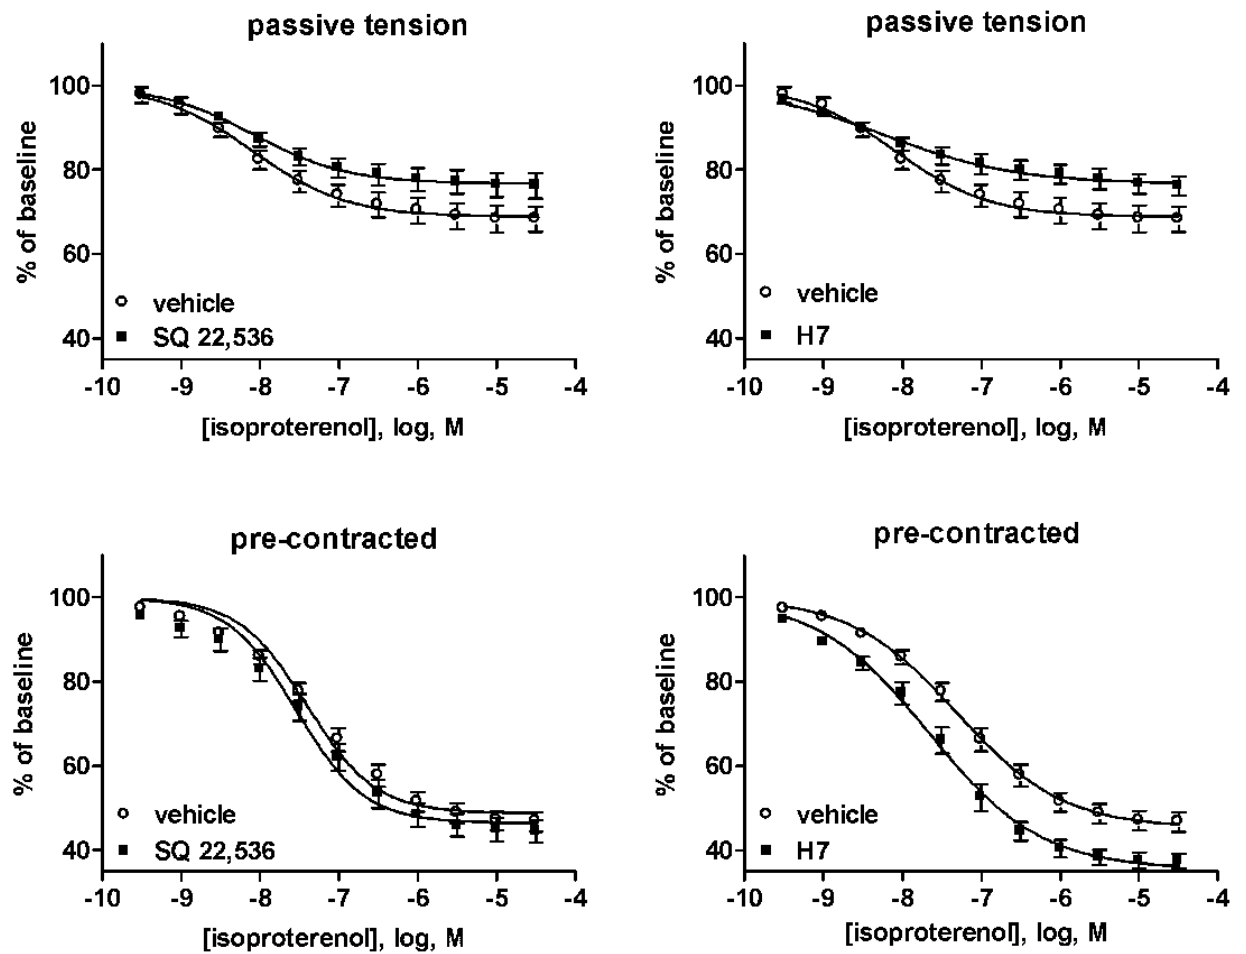 passive tension
100
80
60
40
% of baseline
vehicle
SQ 22,536
-10 -9 -8 -7 -6 -5 -4
[isoproterenol], log, M
passive tension
100
80
60
40
% of baseline
vehicle
H7
-10 -9 -8 -7 -6 -5 -4
[isoproterenol], log, M
pre-contracted
100
80
60
40
% of baseline
vehicle
SQ 22,536
-10 -9 -8 -7 -6 -5 -4
[isoproterenol], log, M
pre-contracted
100
80
60
40
% of baseline
vehicle
H7
-10 -9 -8 -7 -6 -5 -4
[isoproterenol], log, M